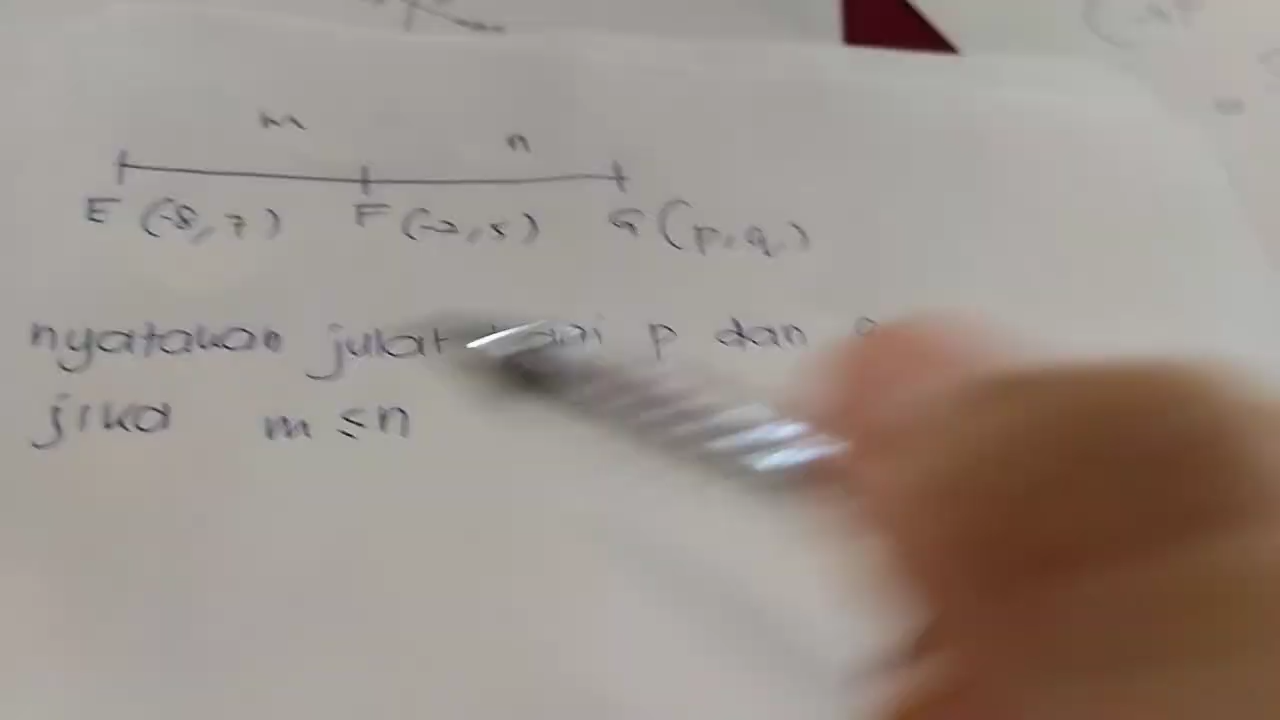 m n
E (-8, 7) F (-2, 5) G (p, q)
nyatakan julat p dan
jika m ≤ n